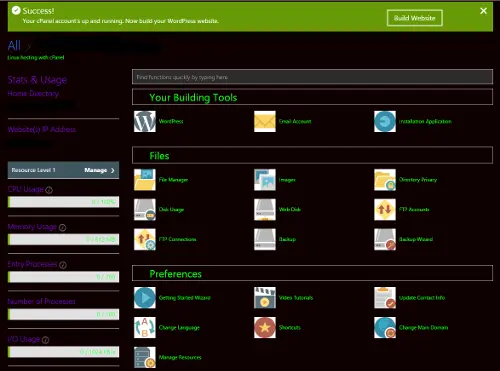 Success!
Your cPanel account's up and running. Now build your WordPress website.
Build Website
All
Linux hosting with cPanel
Stats & Usage
Home Directory
Website(s) IP Address
Resource Level 1 Manage
CPU Usage
0 / 100%
Memory Usage
0 / 512 MB
Entry Processes
Number of Processes
0 / 100
I/O Usage
Find functions quickly by typing here
Your Building Tools
WordPress Email Account Installation Application
Files
File Manager Images Directory Privacy
Disk Usage Web Disk FTP Accounts
FTP Connections Backup Backup Wizard
Preferences
Getting Started Wizard Video Tutorials Update Contact Info
Change Language Shortcuts Change Main Domain
Manage Resources